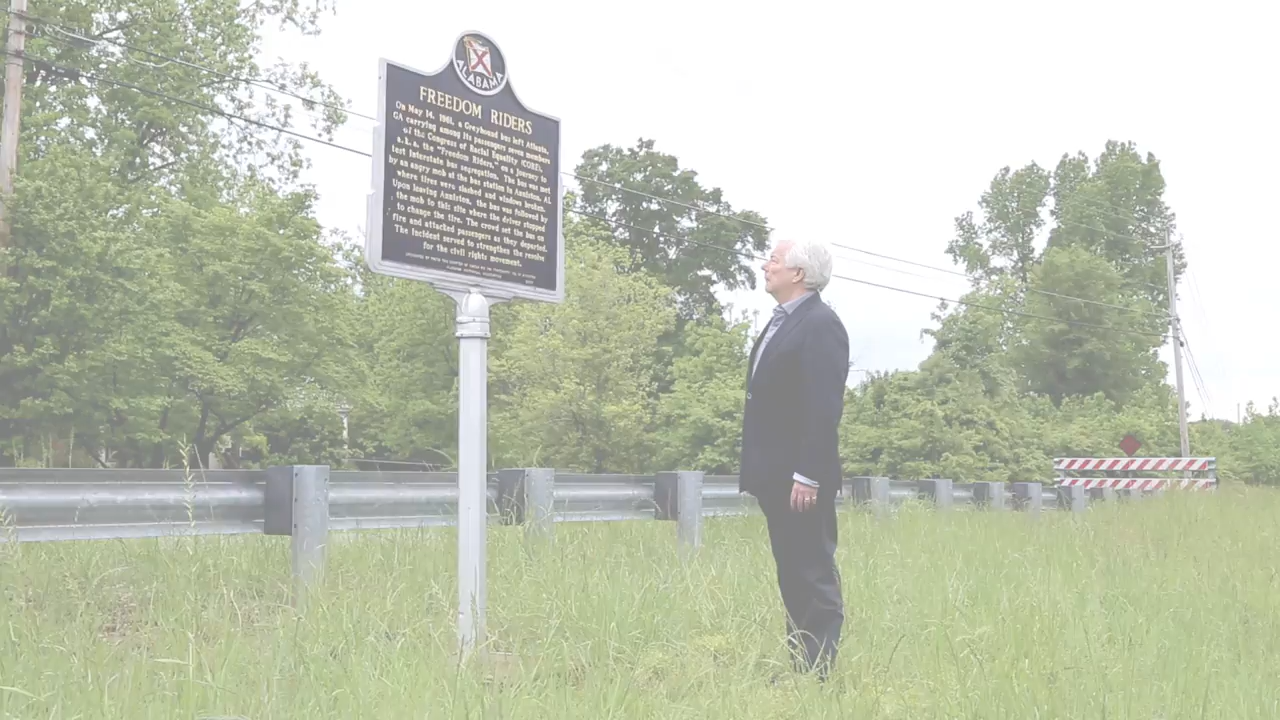 ALABAMA
FREEDOM RIDERS
On May 14, 1961, a Greyhound bus left Atlanta,
GA carrying among its passengers seven members
of the Congress of Racial Equality (CORE),
a.k.a. the "Freedom Riders," on a journey to
test interstate bus segregation. The bus was met
by an angry mob at the bus station in Anniston, AL
where tires were slashed and windows broken.
Upon leaving Anniston, the bus was followed by
the mob to this site where the driver stopped
to change the tire. The crowd set the bus on
fire and attacked passengers as they departed.
The incident served to strengthen the resolve
for the civil rights movement.